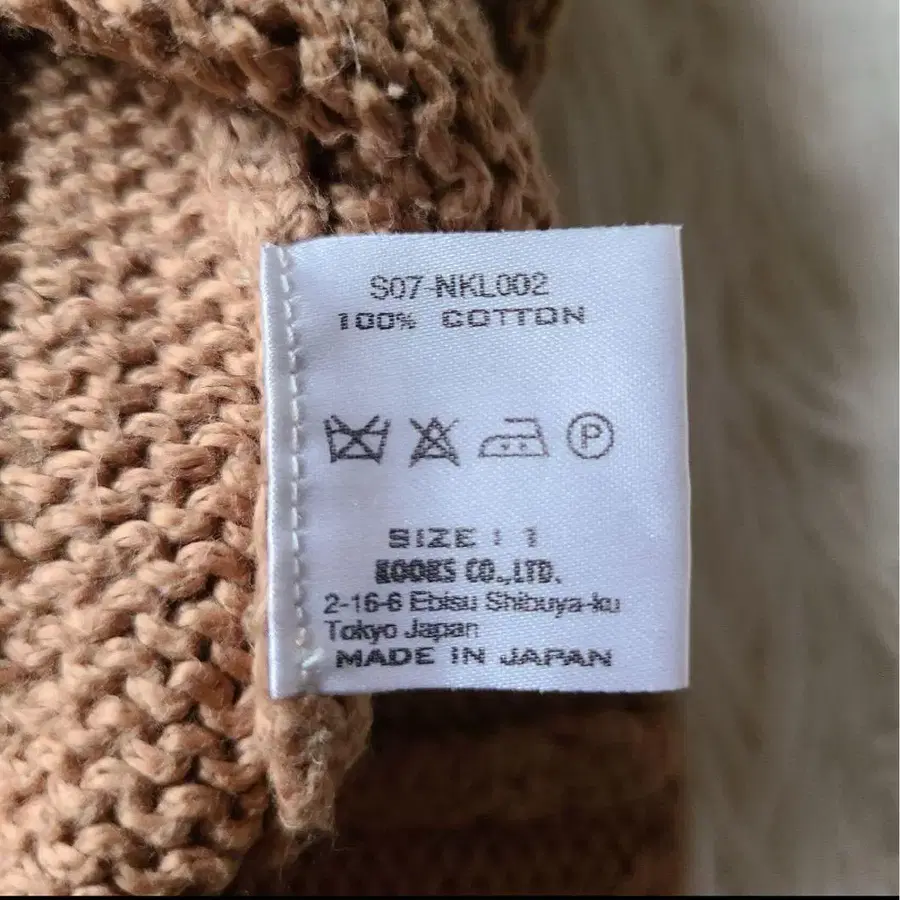 S07-NKL002
100% COTTON
P
SIZE : 1
ROOKS CO.,LTD.
2-16-6 Ebisu Shibuya-ku
Tokyo Japan
MADE IN JAPAN